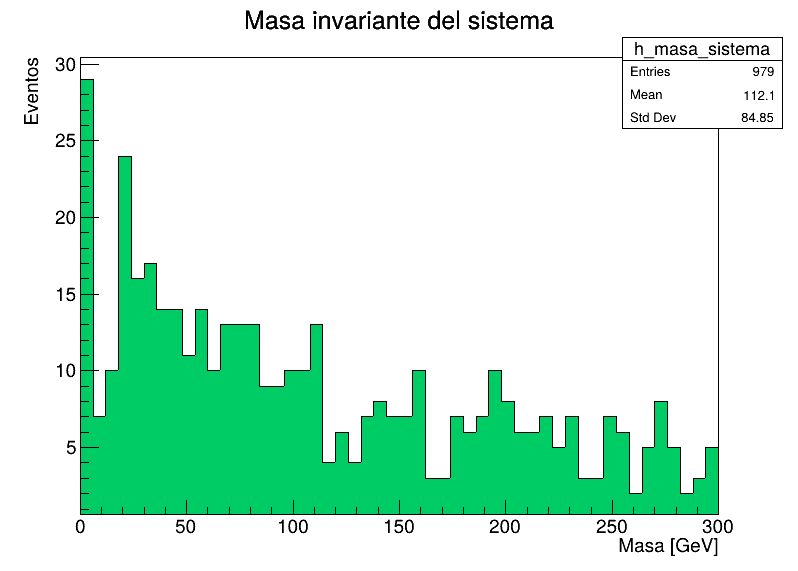 Masa invariante del sistema
h_masa_sistema
Entries 979
Mean 112.1
Std Dev 84.85
Eventos
30
25
20
15
10
5
0 50 100 150 200 250 300
Masa [GeV]